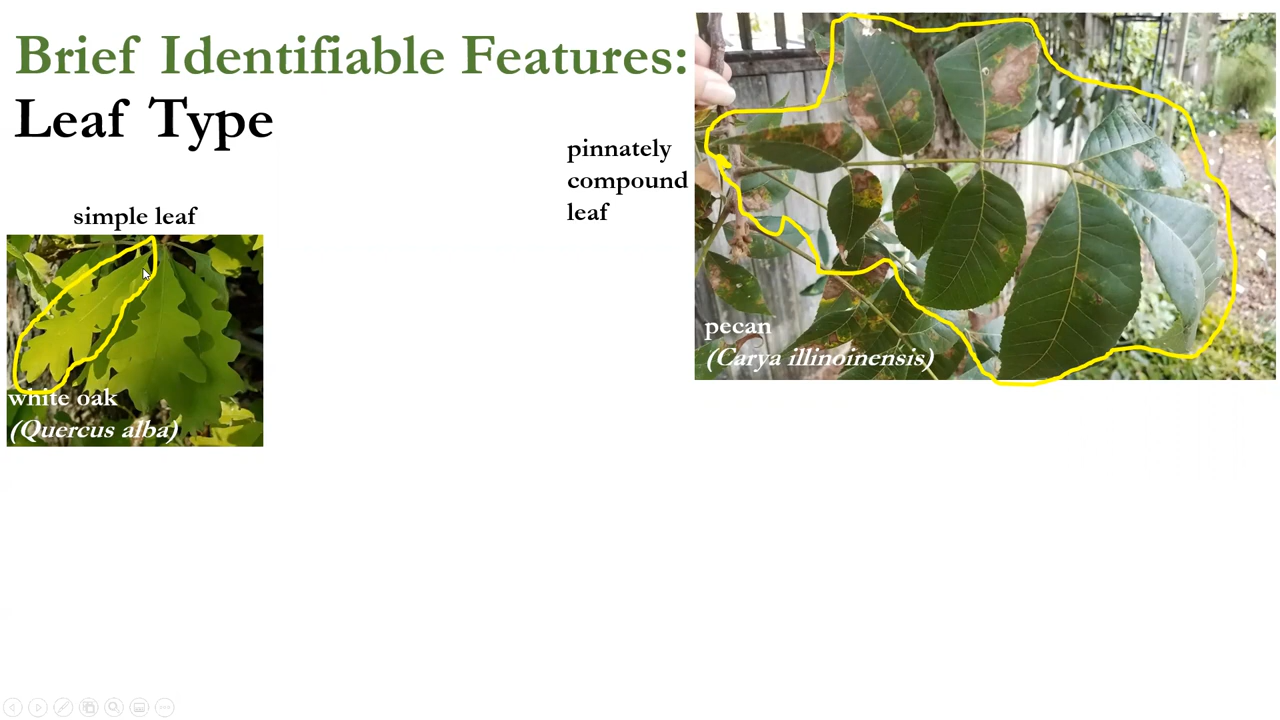 Brief Identifiable Features:
Leaf Type
pinnately
compound
leaf
simple leaf
pecan
(Carya illinoinensis)
white oak
(Quercus alba)